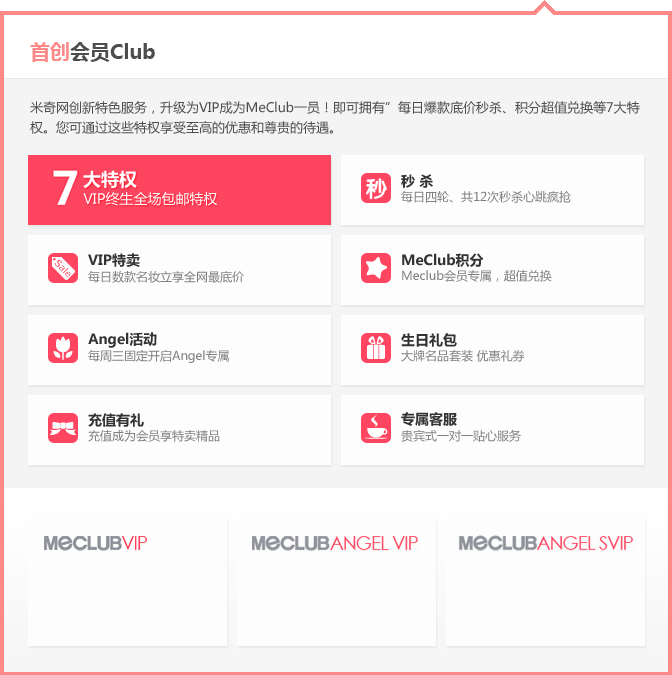 首创会员Club
米奇网创新特色服务，升级为VIP成为MeClub一员！即可拥有”每日爆款底价秒杀、积分超值兑换等7大特
权。您可通过这些特权享受至高的优惠和尊贵的待遇。
7 大特权
VIP终生全场包邮特权
秒
秒 杀
每日四轮、共12次秒杀心跳疯抢
Sale
VIP特卖
每日数款名妆立享全网最底价
MeClub积分
Meclub会员专属，超值兑换
Angel活动
每周三固定开启Angel专属
生日礼包
大牌名品套装 优惠礼券
充值有礼
充值成为会员享特卖精品
专属客服
贵宾式一对一贴心服务
MeCLUBVIP
MeCLUBANGEL VIP
MeCLUBANGEL SVIP